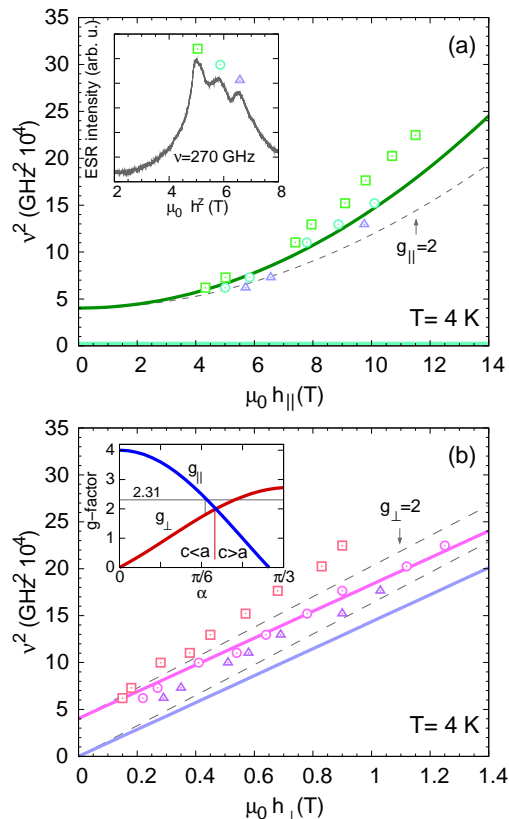 35
30
25
20
15
10
5
0
ν² (GHz² 10⁴)
(a)
ESR intensity (arb. u.)
ν=270 GHz
2 4 6 8
μ₀ h^z (T)
g||=2
T= 4 K
0 2 4 6 8 10 12 14
μ₀ h||(T)
35
30
25
20
15
10
5
0
ν² (GHz² 10⁴)
(b)
4
3
2
1
0
g-factor
g||
2.31
g⊥
c<a c>a
0 π/6 π/3
α
g⊥=2
T= 4 K
0 0.2 0.4 0.6 0.8 1 1.2 1.4
μ₀ h⊥(T)